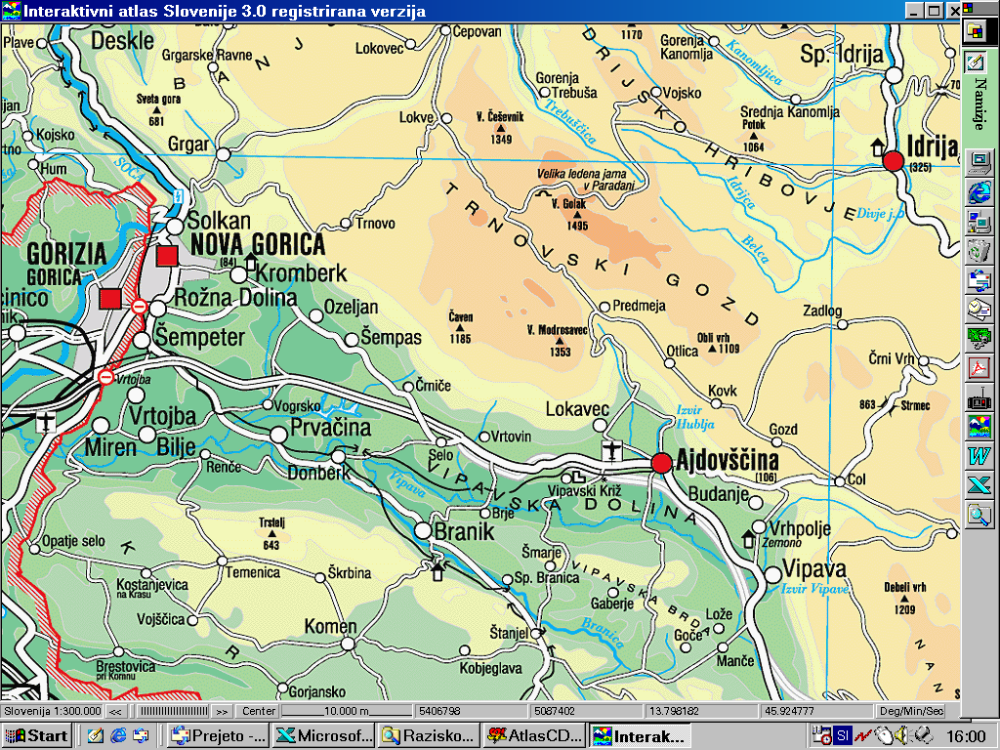 Interaktivni atlas Slovenije 3.0 registrirana verzija
Namizje
Plave
Deskle
Grgarske Ravne
Lokovec
Čepovan
1170
Gorenja
Kanomlja
Kanomljica
Sp. Idrija
BANJ
Sveta gora
681
Gorenja
Trebuša
Vojsko
Srednja Kanomlja
Kojsko
Hum
SOČA
Grgar
Lokve
V. Češevnik
1349
Trebuščica
Potok
1064
Idrija
(325)
IDRIJSKO HRIBOVJE
Velika ledena jama
v Paradani
V. Golak
1495
Idrijca
Divje j.
Belca
Solkan
Trnovo
TRNOVSKI GOZD
NOVA GORICA
(84)
GORIZIA
GORICA
Kromberk
Rožna Dolina
Ozeljan
Čaven
1185
V. Modrasovec
1353
Predmeja
Obli vrh
1109
Zadlog
Šempeter
Šempas
Otlica
Črni Vrh
Vrtojba
Črniče
Kovk
863
Strmec
Vogrsko
Lokavec
Izvir
Hublja
Vrtojba
Prvačina
Vrtovin
Gozd
Miren
Bilje
Selo
Ajdovščina
(106)
Renče
Donberk
Vipava
VIPAVSKA DOLINA
Vipavski Križ
Col
Budanje
Brje
Trstelj
643
Branik
Vrhpolje
Zemono
Opatje selo
K
Šmarje
Vipava
Temenica
Škrbina
Sp. Branica
VIPAVSKA BRDA
Izvir Vipave
Debeli vrh
1209
Kostanjevica
na Krasu
Gaberje
Vojščica
Komen
Štanjel
Branica
Lože
Goče
R
NAN
Brestovica
pri Komnu
Kobjeglava
Manče
Gorjansko
Slovenija 1:300.000 << >> Center 10.000 m 5406798 5087402 13.798182 45.924777 Deg/Min/Sec
Start Prejeto -... Microsof... Razisko... AtlasCD... Interak... SI 16:00